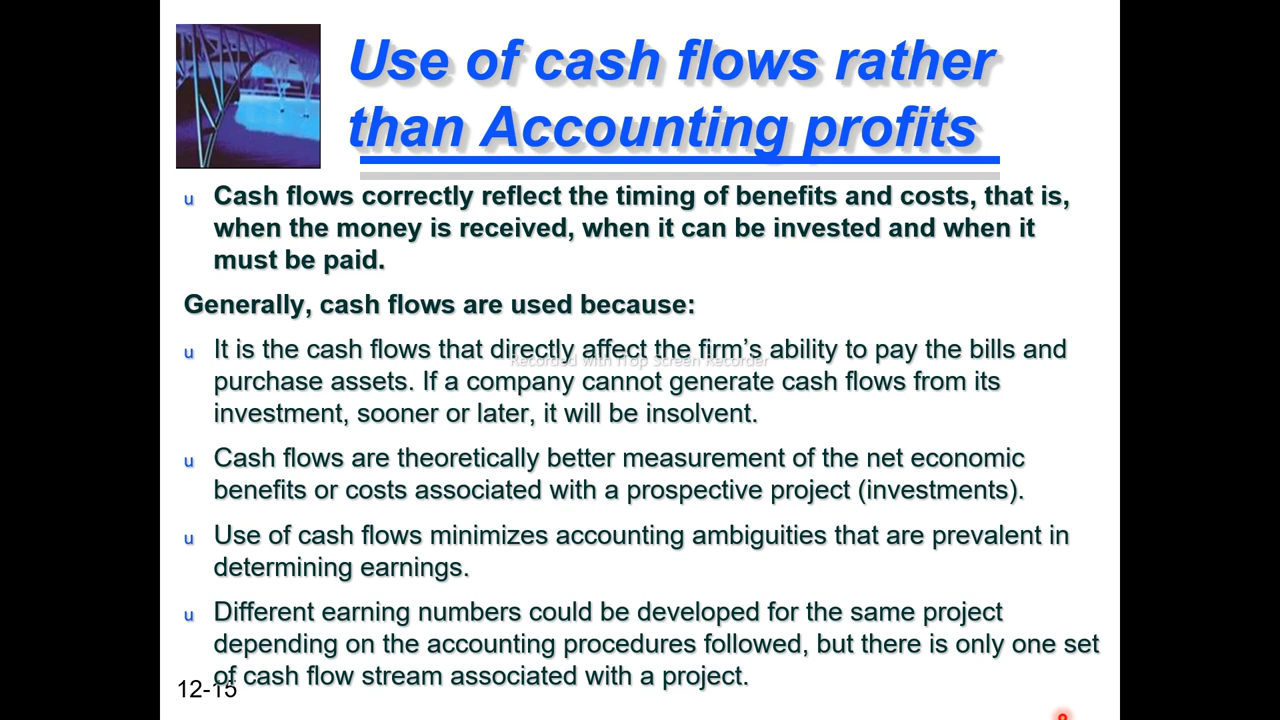 Use of cash flows rather
than Accounting profits
u Cash flows correctly reflect the timing of benefits and costs, that is,
when the money is received, when it can be invested and when it
must be paid.
Generally, cash flows are used because:
u It is the cash flows that directly affect the firm’s ability to pay the bills and
Recorded with iTop Screen Recorder
purchase assets. If a company cannot generate cash flows from its
investment, sooner or later, it will be insolvent.
u Cash flows are theoretically better measurement of the net economic
benefits or costs associated with a prospective project (investments).
u Use of cash flows minimizes accounting ambiguities that are prevalent in
determining earnings.
u Different earning numbers could be developed for the same project
depending on the accounting procedures followed, but there is only one set
of cash flow stream associated with a project.
12-15